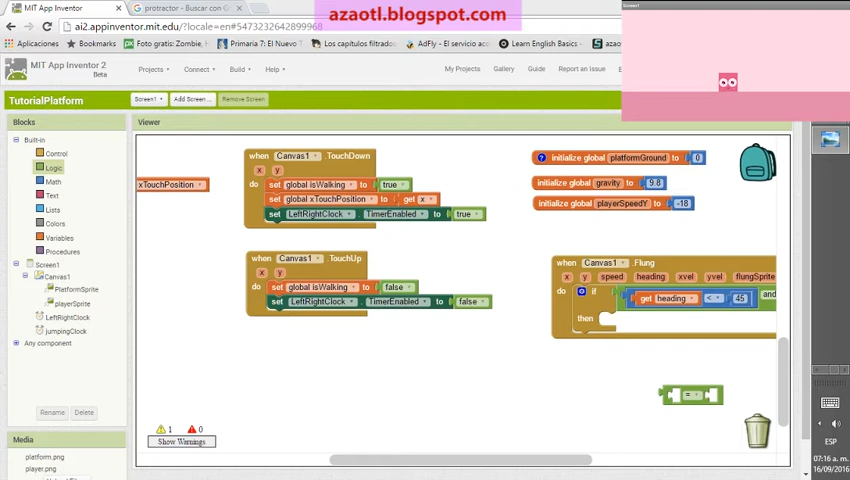 MIT App Inventor 2
protractor - Buscar con G
azaotl.blogspot.com
Screen1
ai2.appinventor.mit.edu/?locale=en#5473232642899968
Aplicaciones
Bookmarks
Foto gratis: Zombie, H
Primaria 7: El Nuevo T
Los capitulos filtrados
AdFly - El servicio ac
Learn English Basics
azaotl
MIT App Inventor 2
Beta
Projects
Connect
Build
Help
My Projects
Gallery
Guide
Report an Issue
TutorialPlatform
Screen1
Add Screen ...
Remove Screen
Blocks
Viewer
Built-in
Control
Logic
Math
Text
Lists
Colors
Variables
Procedures
Screen1
Canvas1
PlatformSprite
playerSprite
LeftRightClock
jumpingClock
Any component
Rename
Delete
Media
platform.png
player.png
xTouchPosition
when Canvas1 .TouchDown
x y
do set global isWalking to true
set global xTouchPosition to get x
set LeftRightClock . TimerEnabled to true
when Canvas1 .TouchUp
x y
do set global isWalking to false
set LeftRightClock . TimerEnabled to false
initialize global platformGround to 0
initialize global gravity to 9.8
initialize global playerSpeedY to -18
when Canvas1 .Flung
x y speed heading xvel yvel flungSprite
do if get heading < 45 and
then
=
1 0
Show Warnings
ESP
07:16 a. m.
16/09/2016